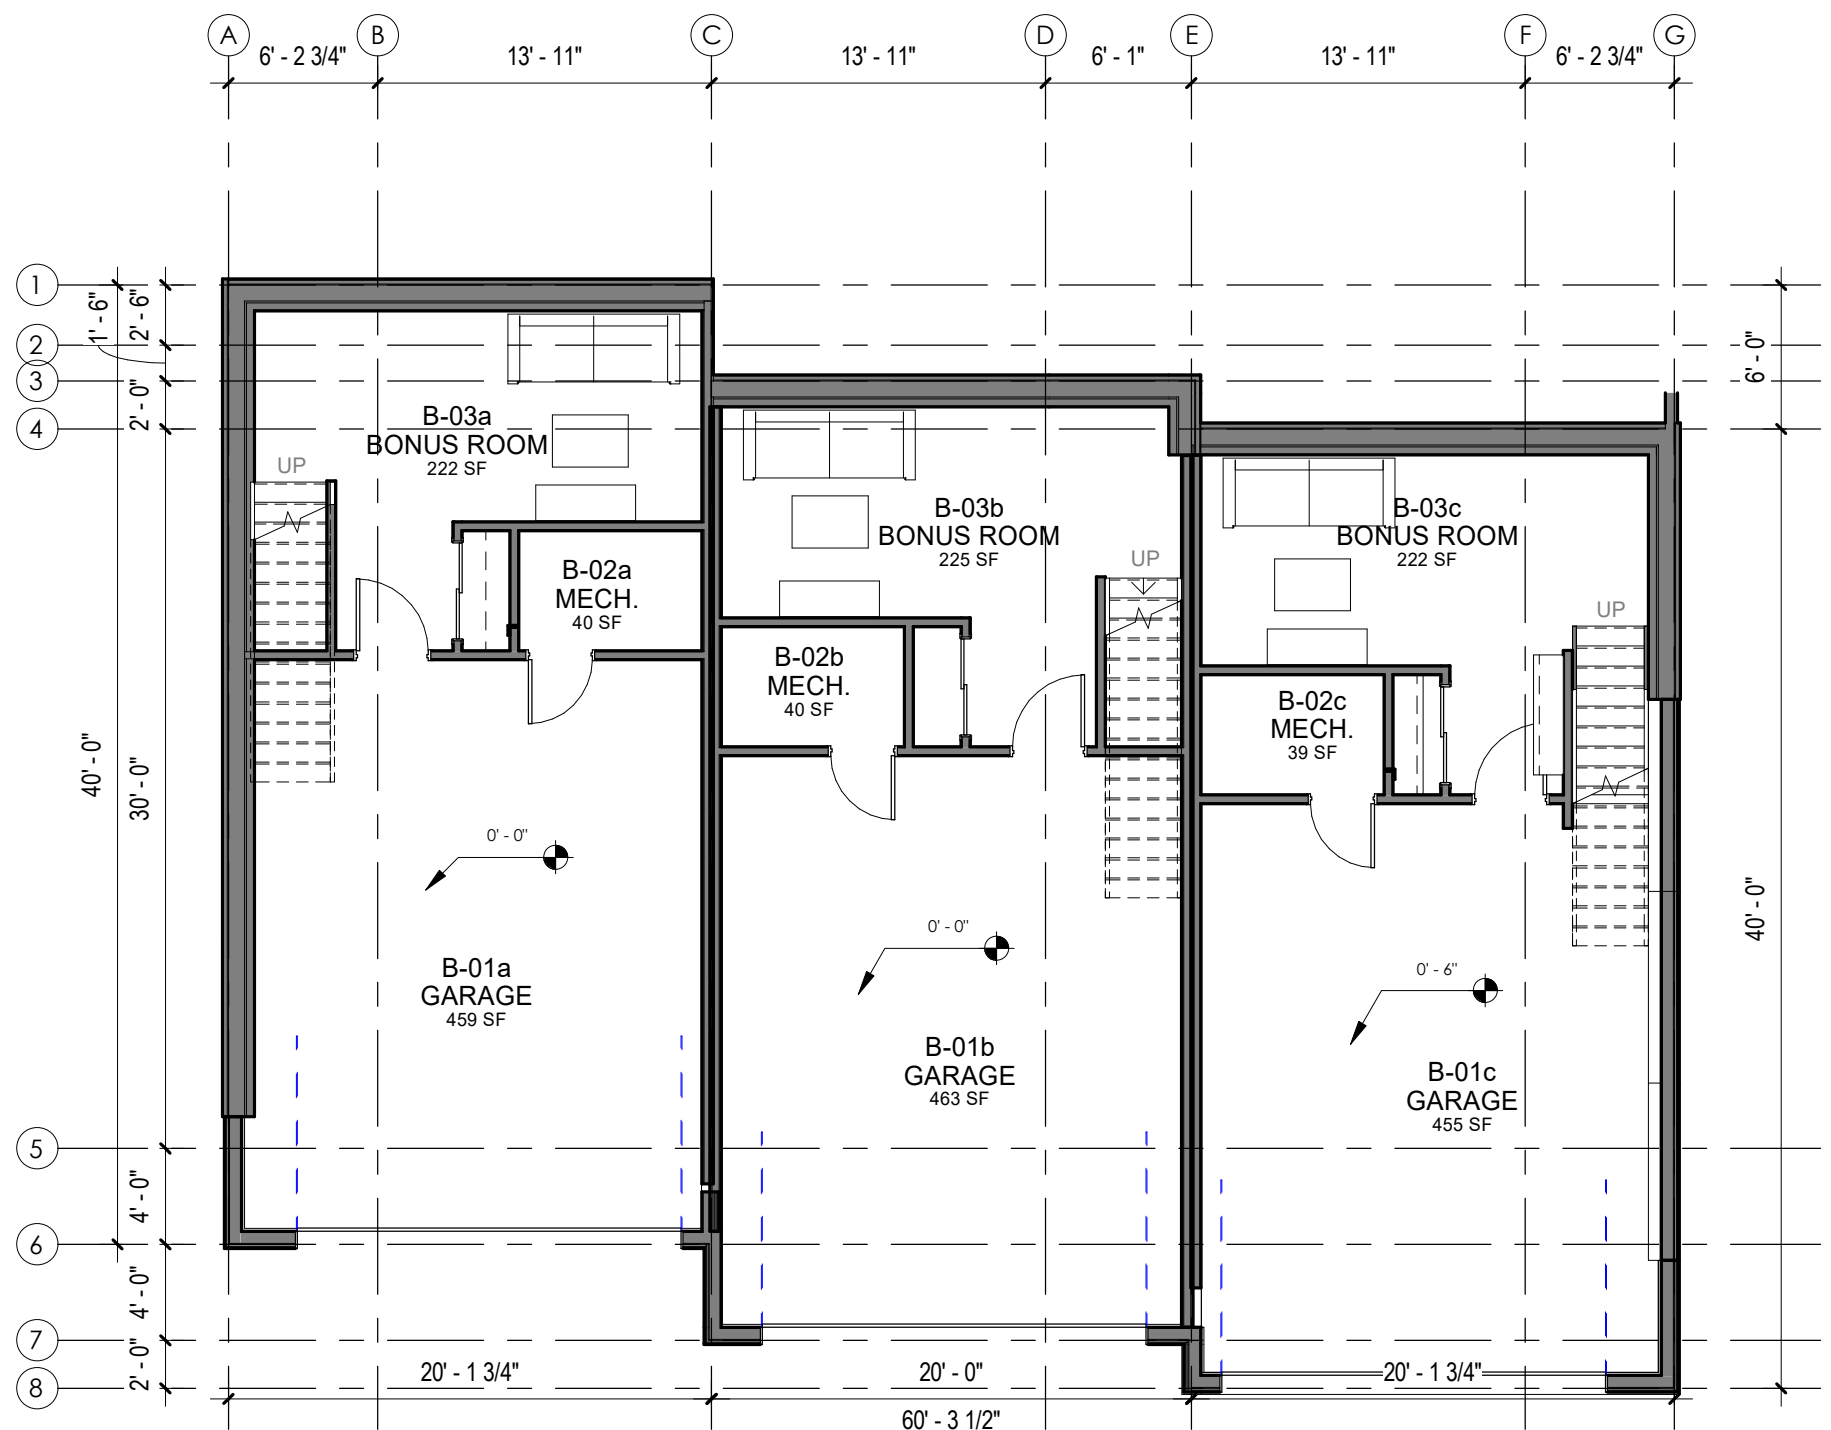 A
B
C
D
E
F
G
6' - 2 3/4"
13' - 11"
13' - 11"
6' - 1"
13' - 11"
6' - 2 3/4"
1
2
3
4
5
6
7
8
1' - 6"
2' - 6"
2' - 0"
40' - 0"
30' - 0"
4' - 0"
4' - 0"
2' - 0"
6' - 0"
40' - 0"
B-03a
BONUS ROOM
222 SF
UP
B-02a
MECH.
40 SF
B-03b
BONUS ROOM
225 SF
UP
B-02b
MECH.
40 SF
B-03c
BONUS ROOM
222 SF
UP
B-02c
MECH.
39 SF
0' - 0"
B-01a
GARAGE
459 SF
0' - 0"
B-01b
GARAGE
463 SF
0' - 6"
B-01c
GARAGE
455 SF
20' - 1 3/4"
20' - 0"
20' - 1 3/4"
60' - 3 1/2"